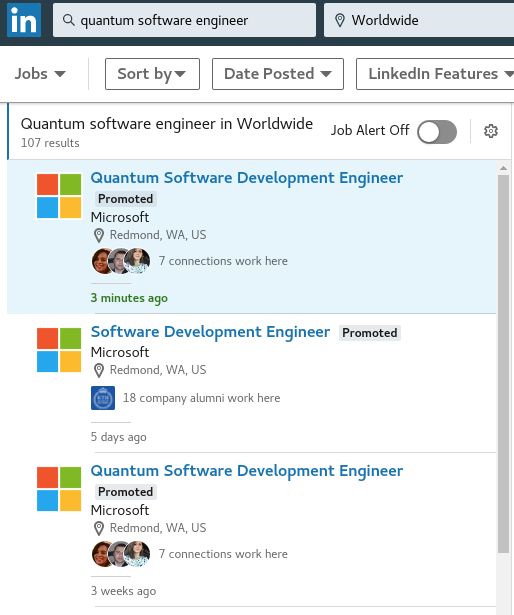 in
quantum software engineer
Worldwide
Jobs
Sort by
Date Posted
LinkedIn Features
Quantum software engineer in Worldwide
107 results
Job Alert Off
Quantum Software Development Engineer
Promoted
Microsoft
Redmond, WA, US
7 connections work here
3 minutes ago
Software Development Engineer Promoted
Microsoft
Redmond, WA, US
18 company alumni work here
5 days ago
Quantum Software Development Engineer
Promoted
Microsoft
Redmond, WA, US
7 connections work here
3 weeks ago